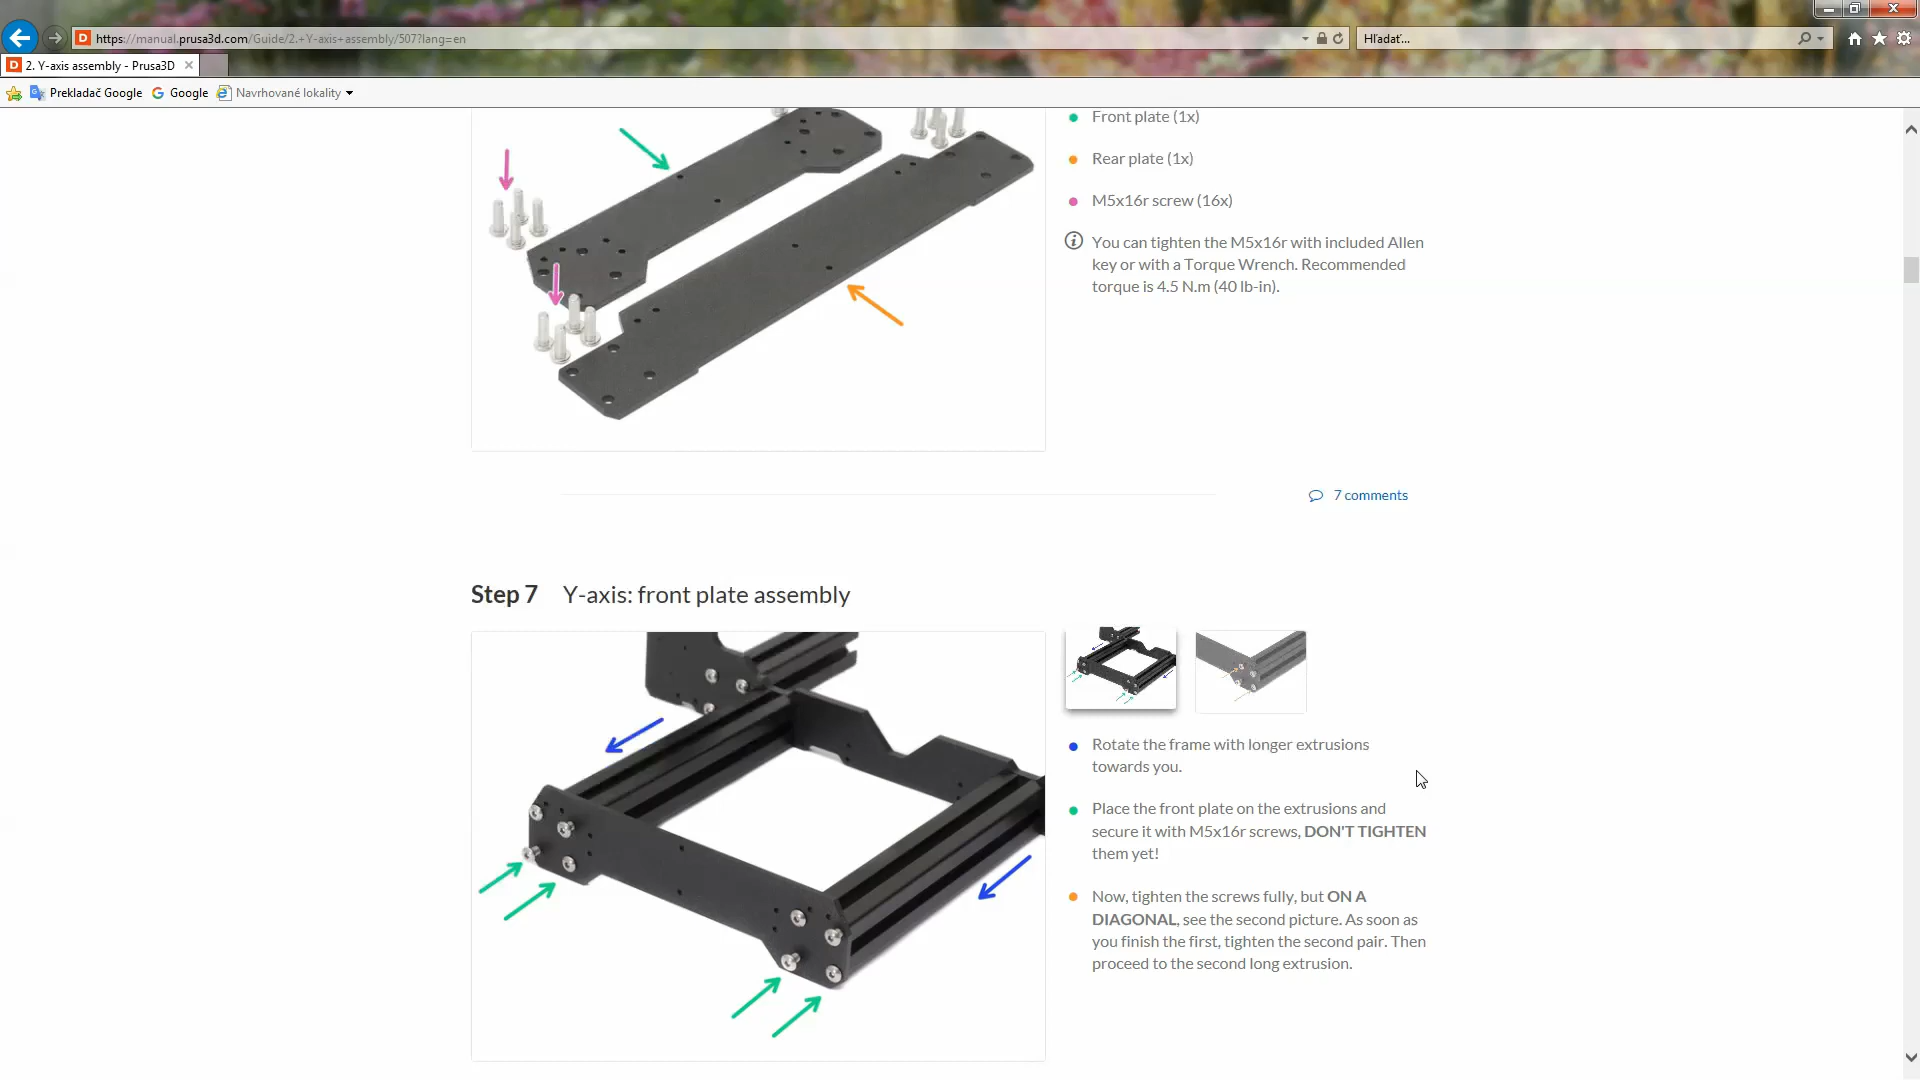 https://manual.prusa3d.com/Guide/2.+Y-axis+assembly/507?lang=en
Hľadať...
2. Y-axis assembly - Prusa3D
Prekladač Google
Google
Navrhované lokality
Front plate (1x)
Rear plate (1x)
M5x16r screw (16x)
You can tighten the M5x16r with included Allen
key or with a Torque Wrench. Recommended
torque is 4.5 N.m (40 lb-in).
7 comments
Step 7 Y-axis: front plate assembly
Rotate the frame with longer extrusions
towards you.
Place the front plate on the extrusions and
secure it with M5x16r screws, DON'T TIGHTEN
them yet!
Now, tighten the screws fully, but ON A
DIAGONAL, see the second picture. As soon as
you finish the first, tighten the second pair. Then
proceed to the second long extrusion.